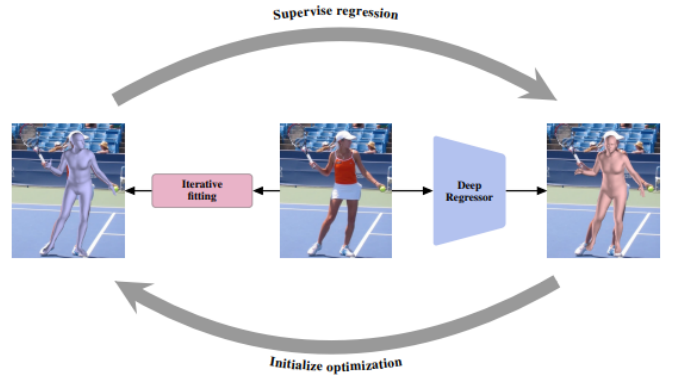 Supervise regression
Iterative
fitting
Deep
Regressor
Initialize optimization